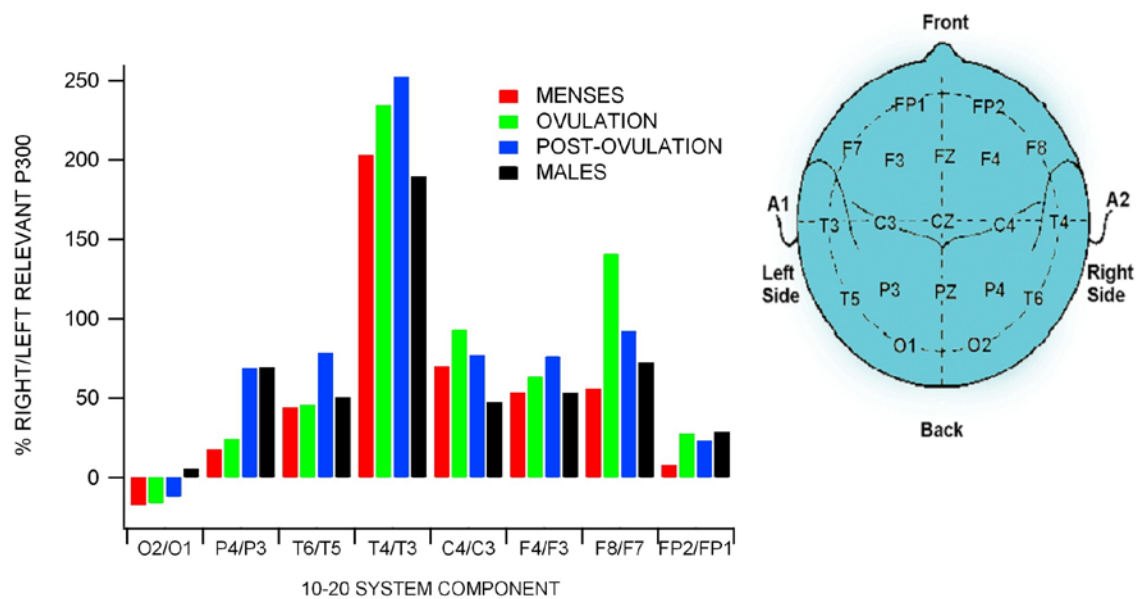 % RIGHT/LEFT RELEVANT P300
250
200
150
100
50
0
MENSES
OVULATION
POST-OVULATION
MALES
O2/O1 P4/P3 T6/T5 T4/T3 C4/C3 F4/F3 F8/F7 FP2/FP1
10-20 SYSTEM COMPONENT
Front
FP1 FP2
F7 F3 FZ F4 F8
A1 A2
T3 C3 CZ C4 T4
Left
Side
Right
Side
T5 P3 PZ P4 T6
O1 O2
Back